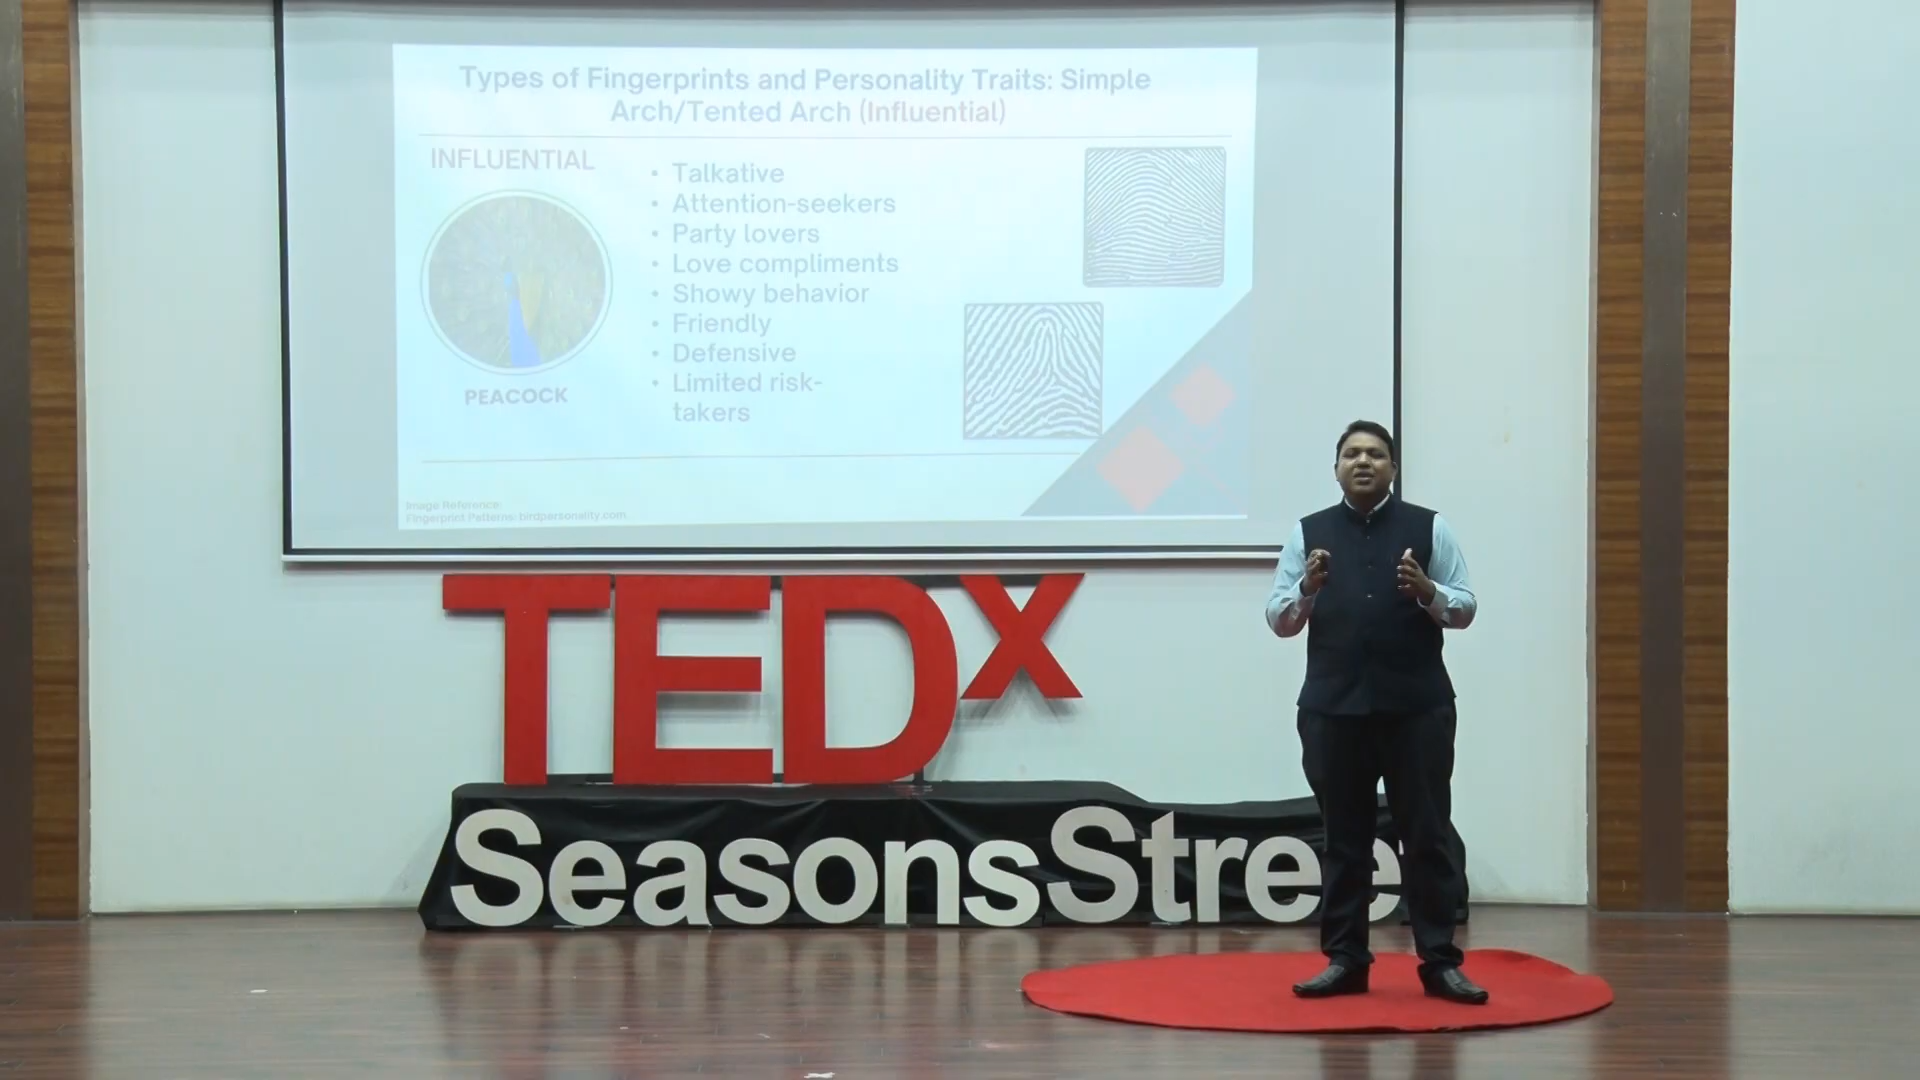 Types of Fingerprints and Personality Traits: Simple
Arch/Tented Arch (Influential)
INFLUENTIAL
PEACOCK
• Talkative
• Attention-seekers
• Party lovers
• Love compliments
• Showy behavior
• Friendly
• Defensive
• Limited risk-
takers
Image Reference:
Fingerprint Patterns: birdpersonality.com
TEDx
SeasonsStree